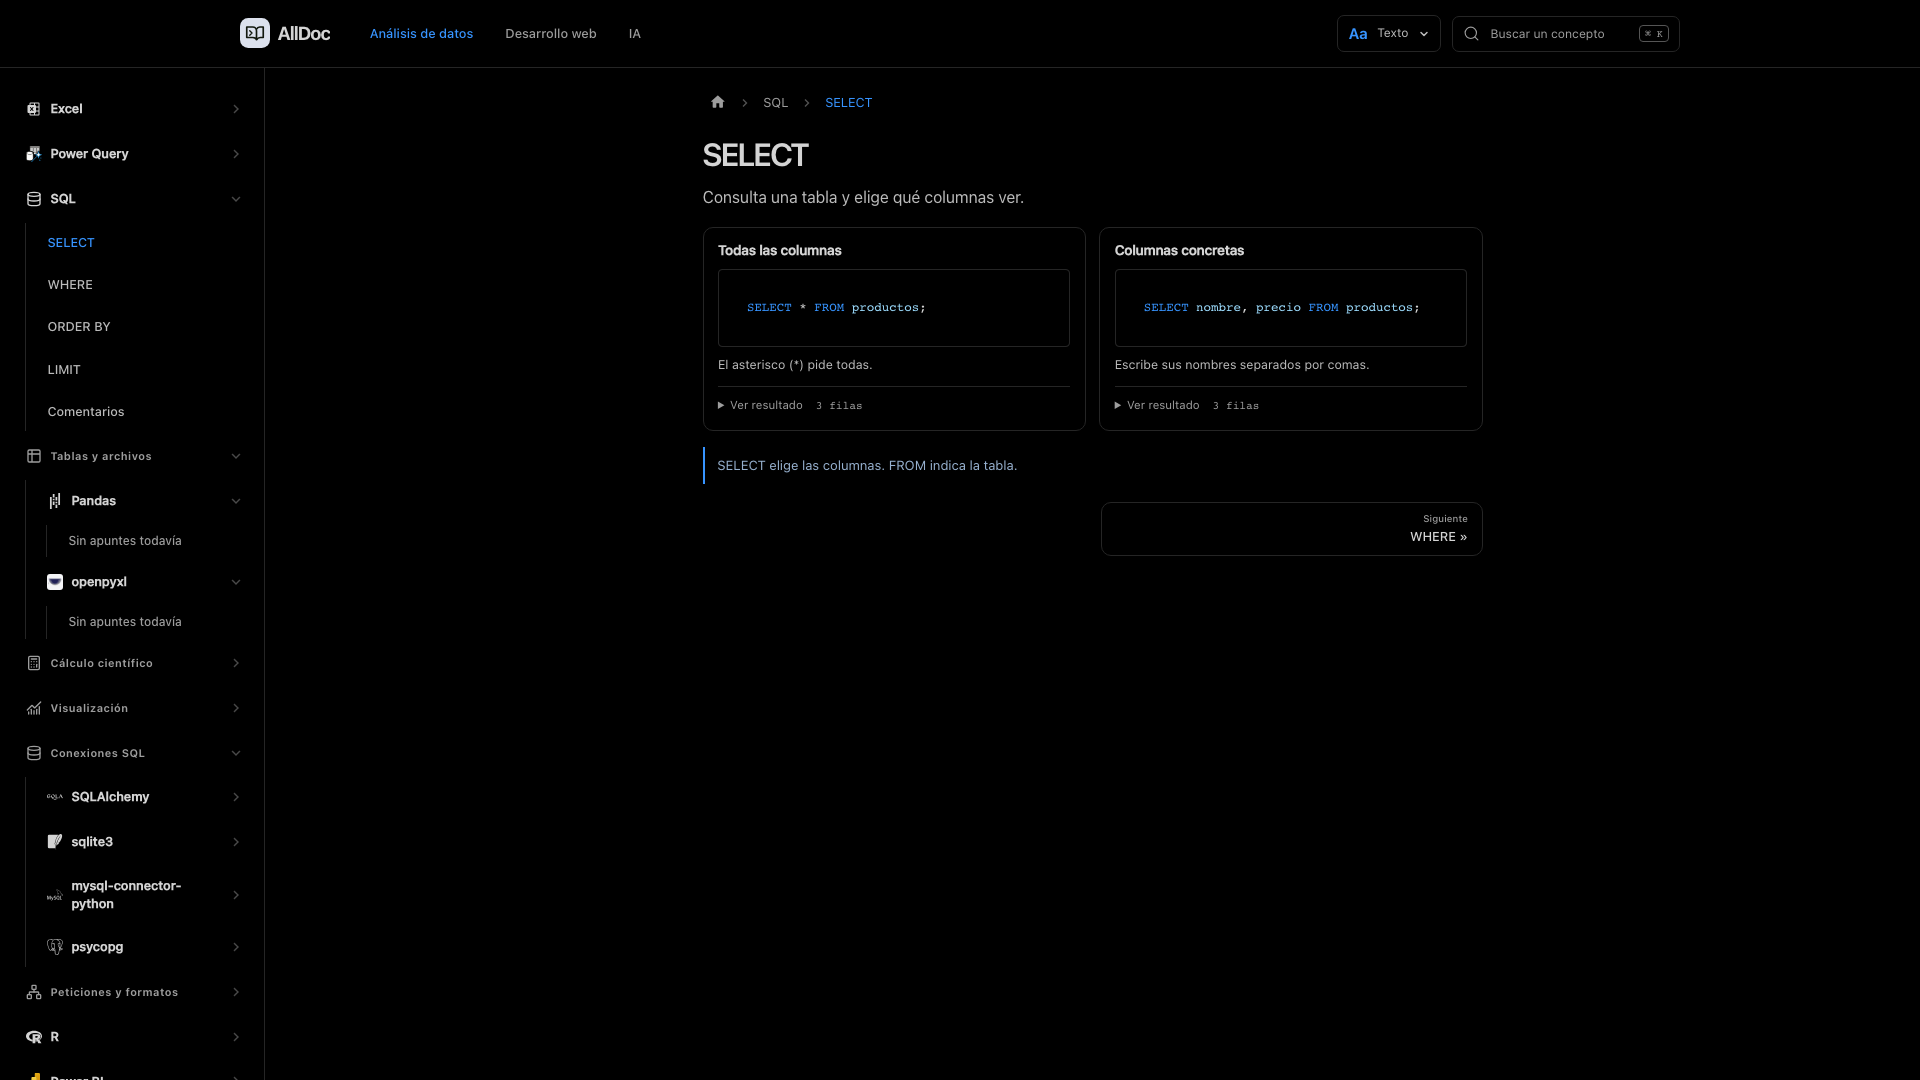 AllDoc
Análisis de datos
Desarrollo web
IA
Aa Texto
Buscar un concepto
⌘ K
Excel
Power Query
SQL
SELECT
WHERE
ORDER BY
LIMIT
Comentarios
Tablas y archivos
Pandas
Sin apuntes todavía
openpyxl
Sin apuntes todavía
Cálculo científico
Visualización
Conexiones SQL
SQLAlchemy
sqlite3
mysql-connector-
python
psycopg
Peticiones y formatos
R
Power BI
SQL
SELECT
SELECT
Consulta una tabla y elige qué columnas ver.
Todas las columnas
SELECT * FROM productos;
El asterisco (*) pide todas.
Ver resultado 3 filas
Columnas concretas
SELECT nombre, precio FROM productos;
Escribe sus nombres separados por comas.
Ver resultado 3 filas
SELECT elige las columnas. FROM indica la tabla.
Siguiente
WHERE »